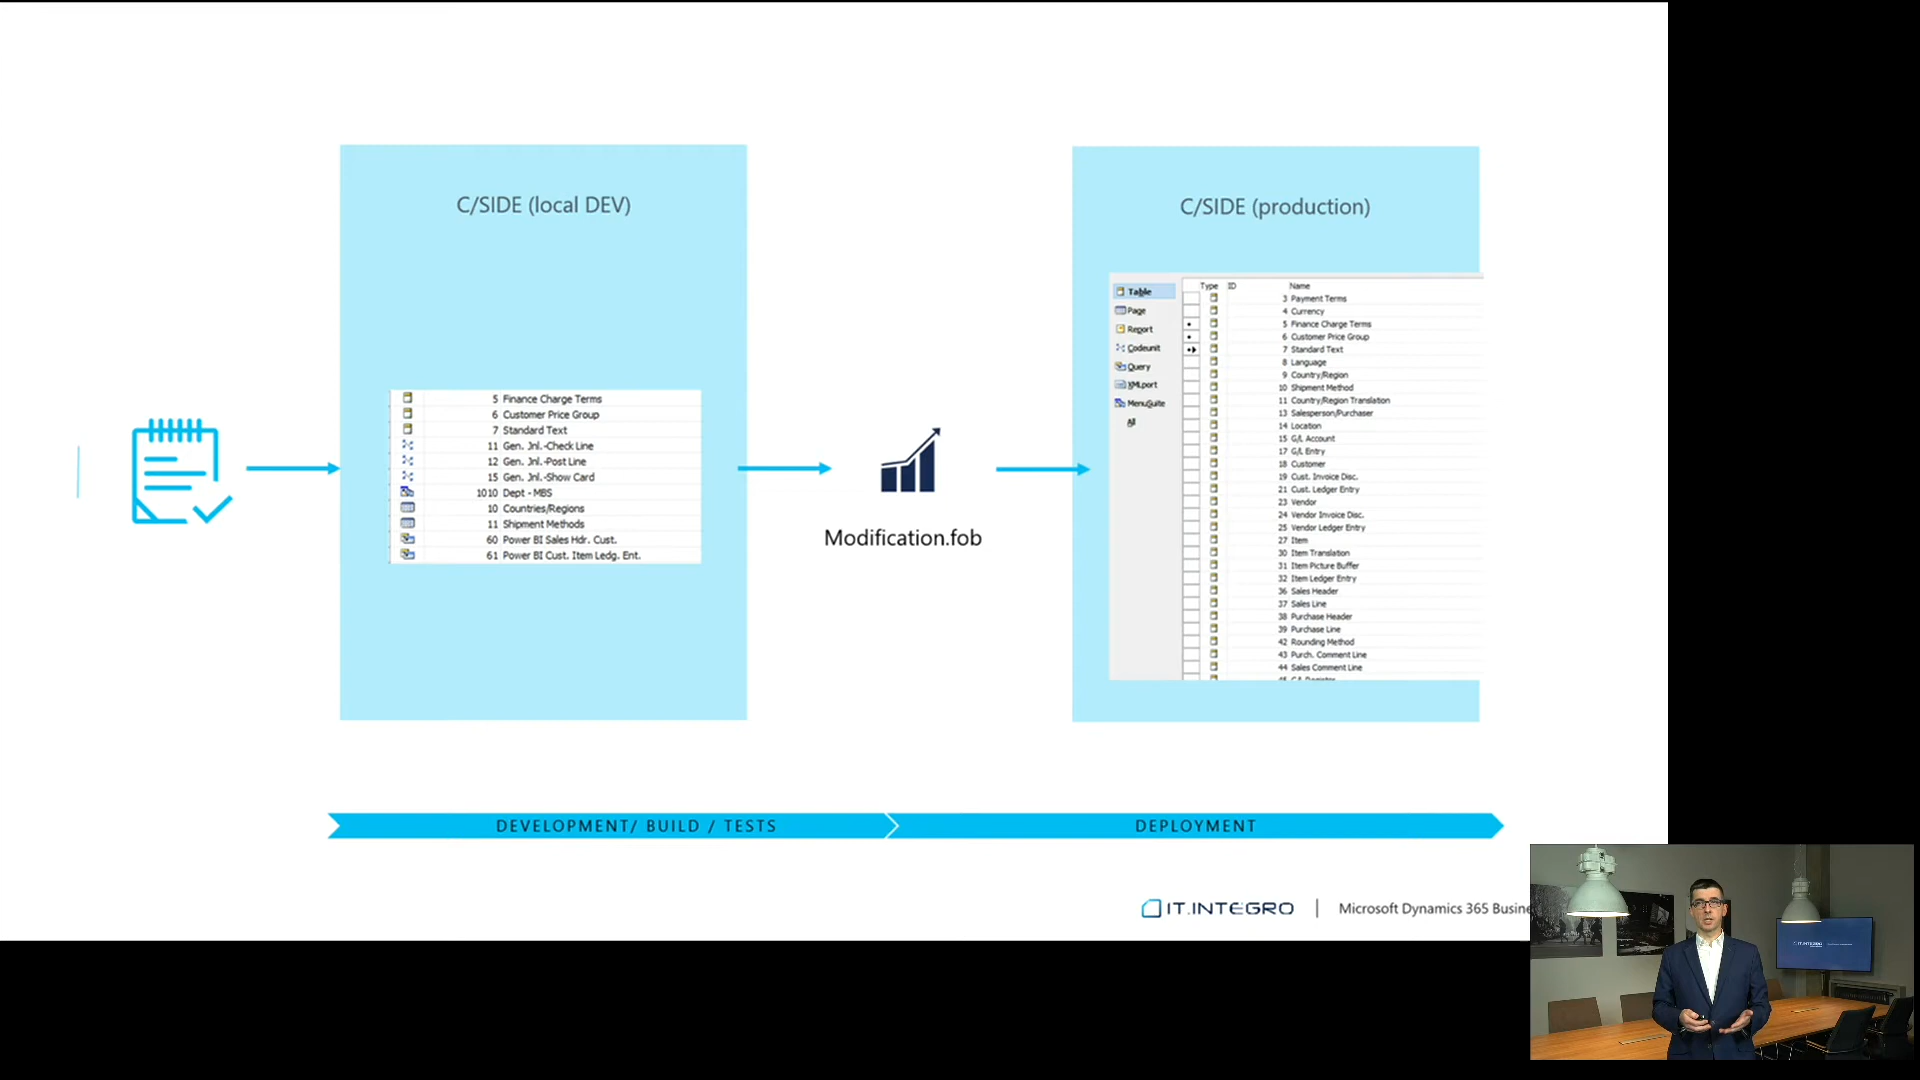 C/SIDE (local DEV)
5 Finance Charge Terms
6 Customer Price Group
7 Standard Text
11 Gen. Jnl.-Check Line
12 Gen. Jnl.-Post Line
15 Gen. Jnl.-Show Card
1010 Dept - MBS
10 Countries/Regions
11 Shipment Methods
60 Power BI Sales Hdr. Cust.
61 Power BI Cust. Item Ledg. Ent.
Modification.fob
C/SIDE (production)
Table
Page
Report
Codeunit
Query
XMLport
MenuSuite
All
Type ID Name
3 Payment Terms
4 Currency
5 Finance Charge Terms
6 Customer Price Group
7 Standard Text
8 Language
9 Country/Region
10 Shipment Method
11 Country/Region Translation
13 Salesperson/Purchaser
14 Location
15 G/L Account
17 G/L Entry
18 Customer
19 Cust. Invoice Disc.
21 Cust. Ledger Entry
23 Vendor
24 Vendor Invoice Disc.
25 Vendor Ledger Entry
27 Item
30 Item Translation
31 Item Picture Buffer
32 Item Ledger Entry
36 Sales Header
37 Sales Line
38 Purchase Header
39 Purchase Line
42 Rounding Method
43 Purch. Comment Line
44 Sales Comment Line
DEVELOPMENT/ BUILD / TESTS
DEPLOYMENT
IT.INTEGRO | Microsoft Dynamics 365 Busine
IT.INTEGRO